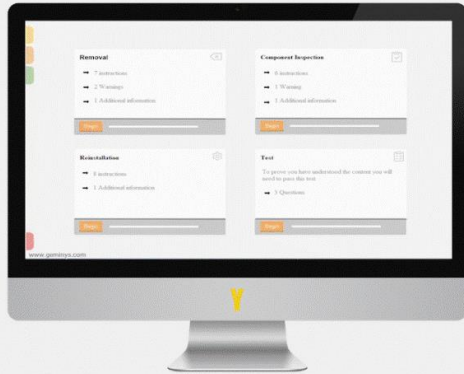 Removal
7 instructions
2 Warnings
1 Additional information
Begin
Component Inspection
6 instructions
1 Warning
1 Additional information
Begin
Reinstallation
8 instructions
1 Additional information
Begin
Test
To prove you have understood the content you will
need to pass this test
Questions
Begin
www.geminys.com
Y